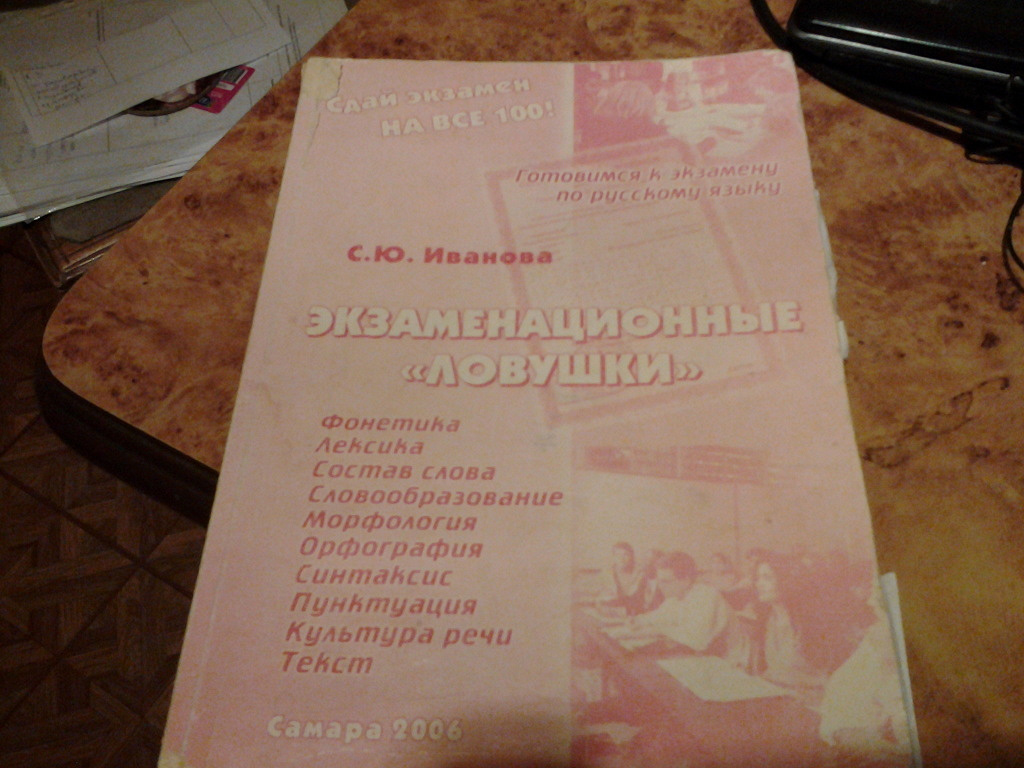 Сдай экзамен
НА ВСЕ 100!
Готовимся к экзамену
по русскому языку
С.Ю. Иванова
ЭКЗАМЕНАЦИОННЫЕ
«ЛОВУШКИ»
Фонетика
Лексика
Состав слова
Словообразование
Морфология
Орфография
Синтаксис
Пунктуация
Культура речи
Текст
Самара 2006